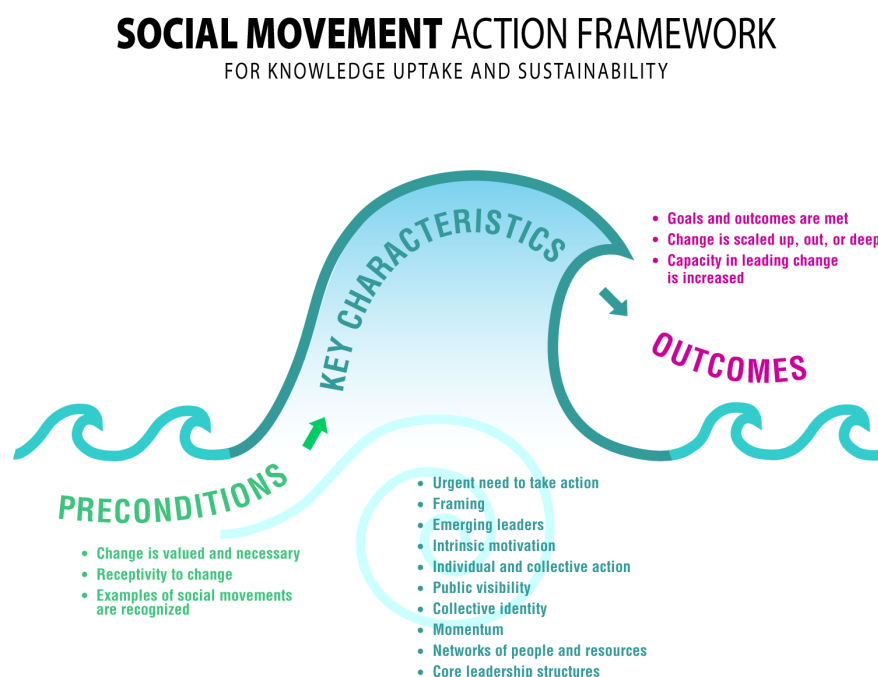 SOCIAL MOVEMENT ACTION FRAMEWORK
FOR KNOWLEDGE UPTAKE AND SUSTAINABILITY
KEY CHARACTERISTICS
• Goals and outcomes are met
• Change is scaled up, out, or deep
• Capacity in leading change
is increased
OUTCOMES
PRECONDITIONS
• Change is valued and necessary
• Receptivity to change
• Examples of social movements
are recognized
• Urgent need to take action
• Framing
• Emerging leaders
• Intrinsic motivation
• Individual and collective action
• Public visibility
• Collective identity
• Momentum
• Networks of people and resources
• Core leadership structures